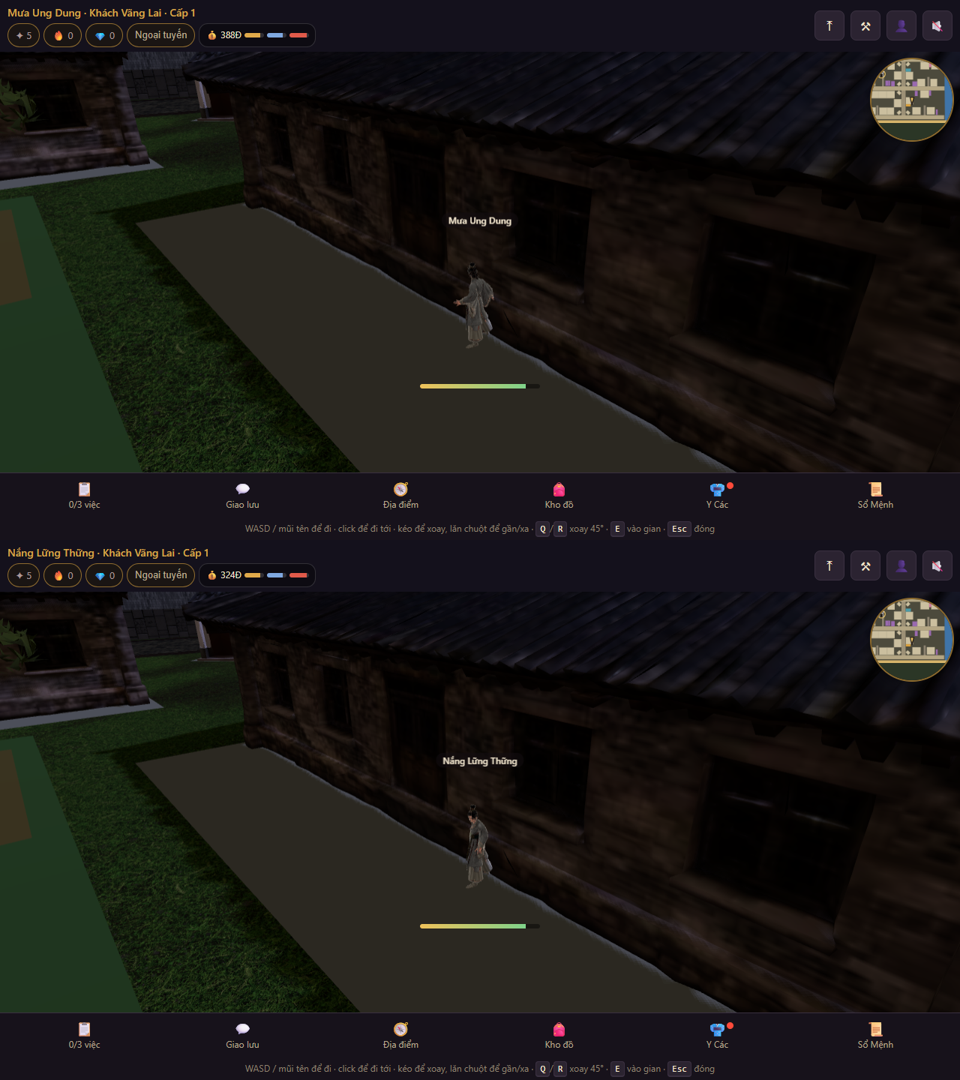 Mưa Ung Dung · Khách Vãng Lai · Cấp 1
5 0 0 Ngoại tuyến 388Đ
Mưa Ung Dung
0/3 việc Giao lưu Địa điểm Kho đồ Y Các Sổ Mệnh
WASD / mũi tên để đi · click để đi tới · kéo để xoay, lăn chuột để gần/xa · Q / R xoay 45° · E vào gian · Esc đóng
Nắng Lững Thững · Khách Vãng Lai · Cấp 1
5 0 0 Ngoại tuyến 324Đ
Nắng Lững Thững
0/3 việc Giao lưu Địa điểm Kho đồ Y Các Sổ Mệnh
WASD / mũi tên để đi · click để đi tới · kéo để xoay, lăn chuột để gần/xa · Q / R xoay 45° · E vào gian · Esc đóng